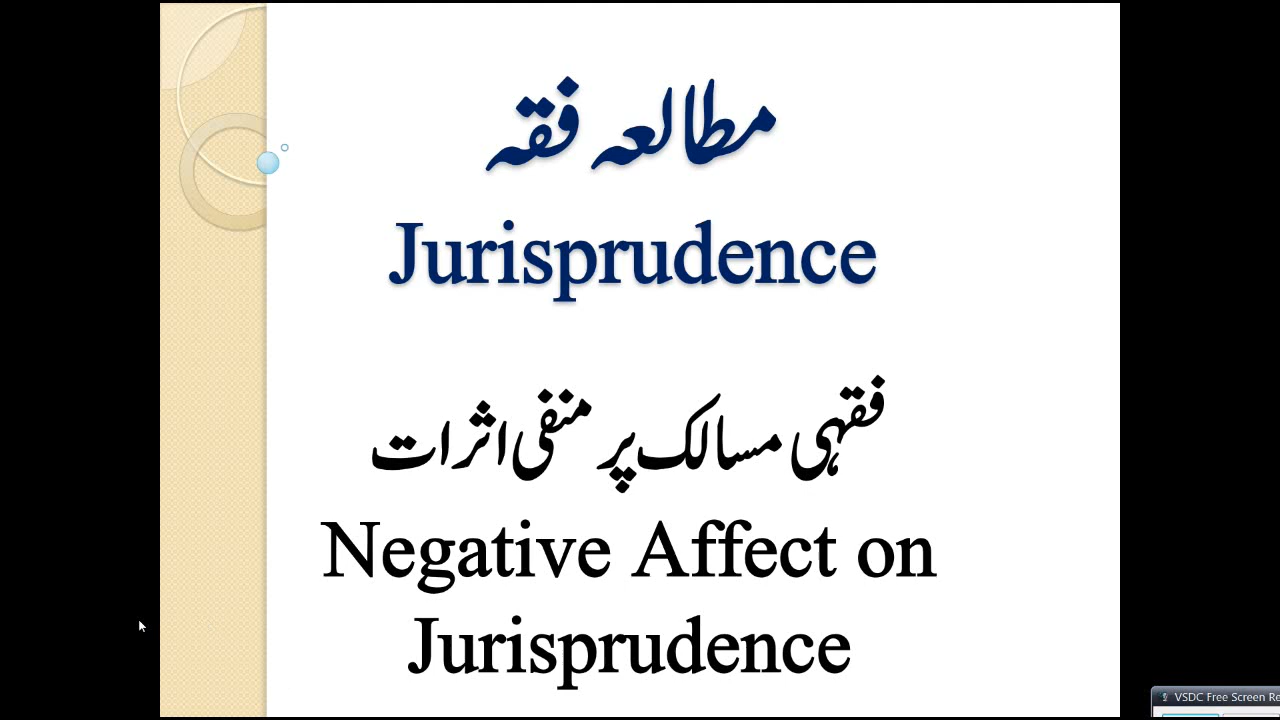 مطالعہ فقہ
Jurisprudence
فقہی مسالک پر منفی اثرات
Negative Affect on
Jurisprudence
VSDC Free Screen Re